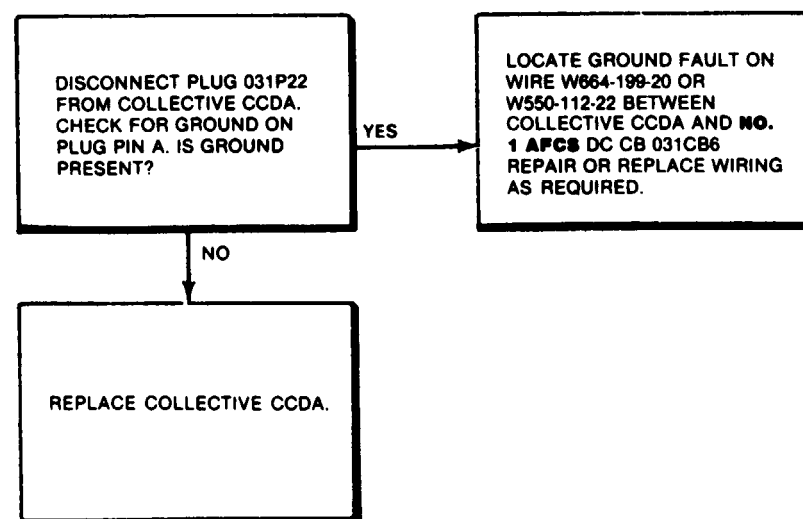 DISCONNECT PLUG 031P22
FROM COLLECTIVE CCDA.
CHECK FOR GROUND ON
PLUG PIN A. IS GROUND
PRESENT?
YES
LOCATE GROUND FAULT ON
WIRE W664-199-20 OR
W550-112-22 BETWEEN
COLLECTIVE CCDA AND NO.
1 AFCS DC CB 031CB6
REPAIR OR REPLACE WIRING
AS REQUIRED.
NO
REPLACE COLLECTIVE CCDA.